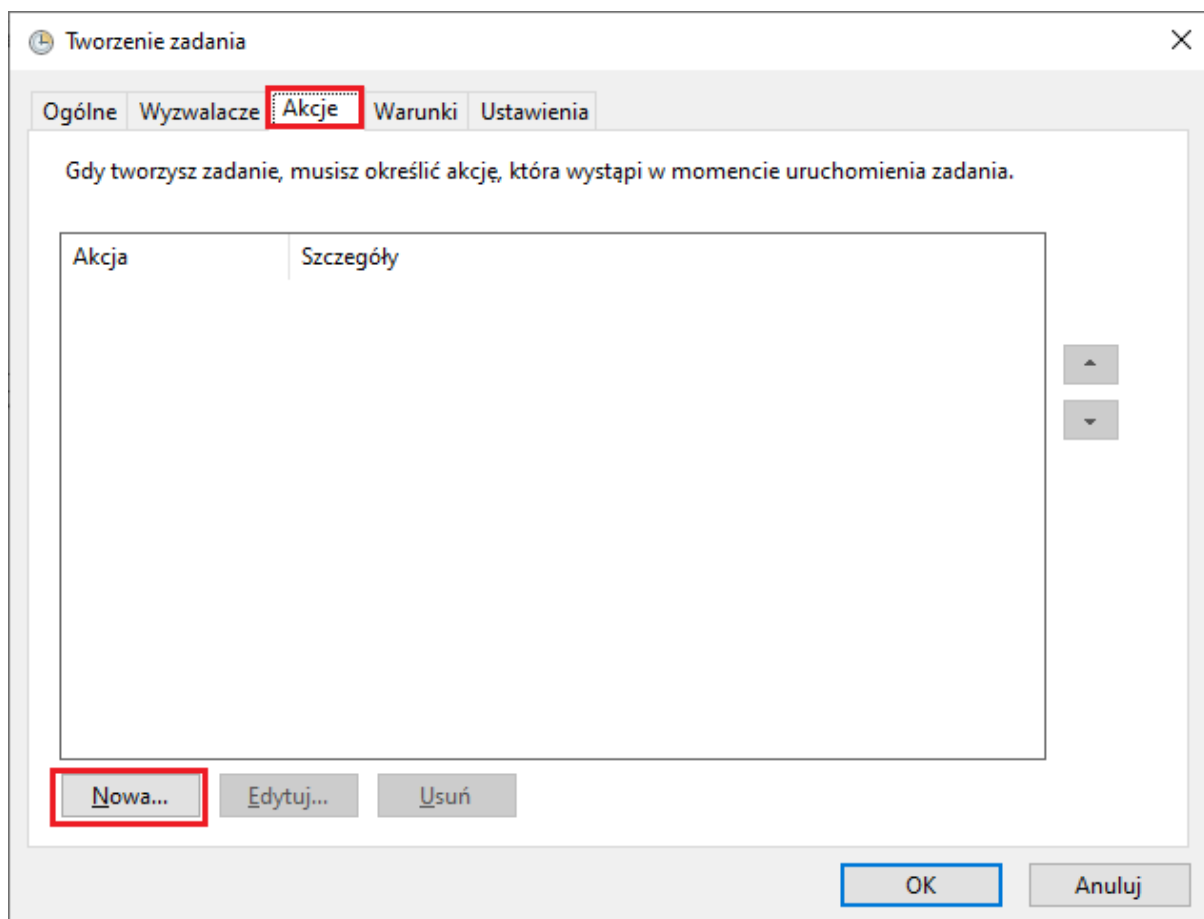 Tworzenie zadania
Ogólne Wyzwalacze Akcje Warunki Ustawienia
Gdy tworzysz zadanie, musisz określić akcję, która wystąpi w momencie uruchomienia zadania.
Akcja Szczegóły
Nowa... Edytuj... Usuń
OK Anuluj